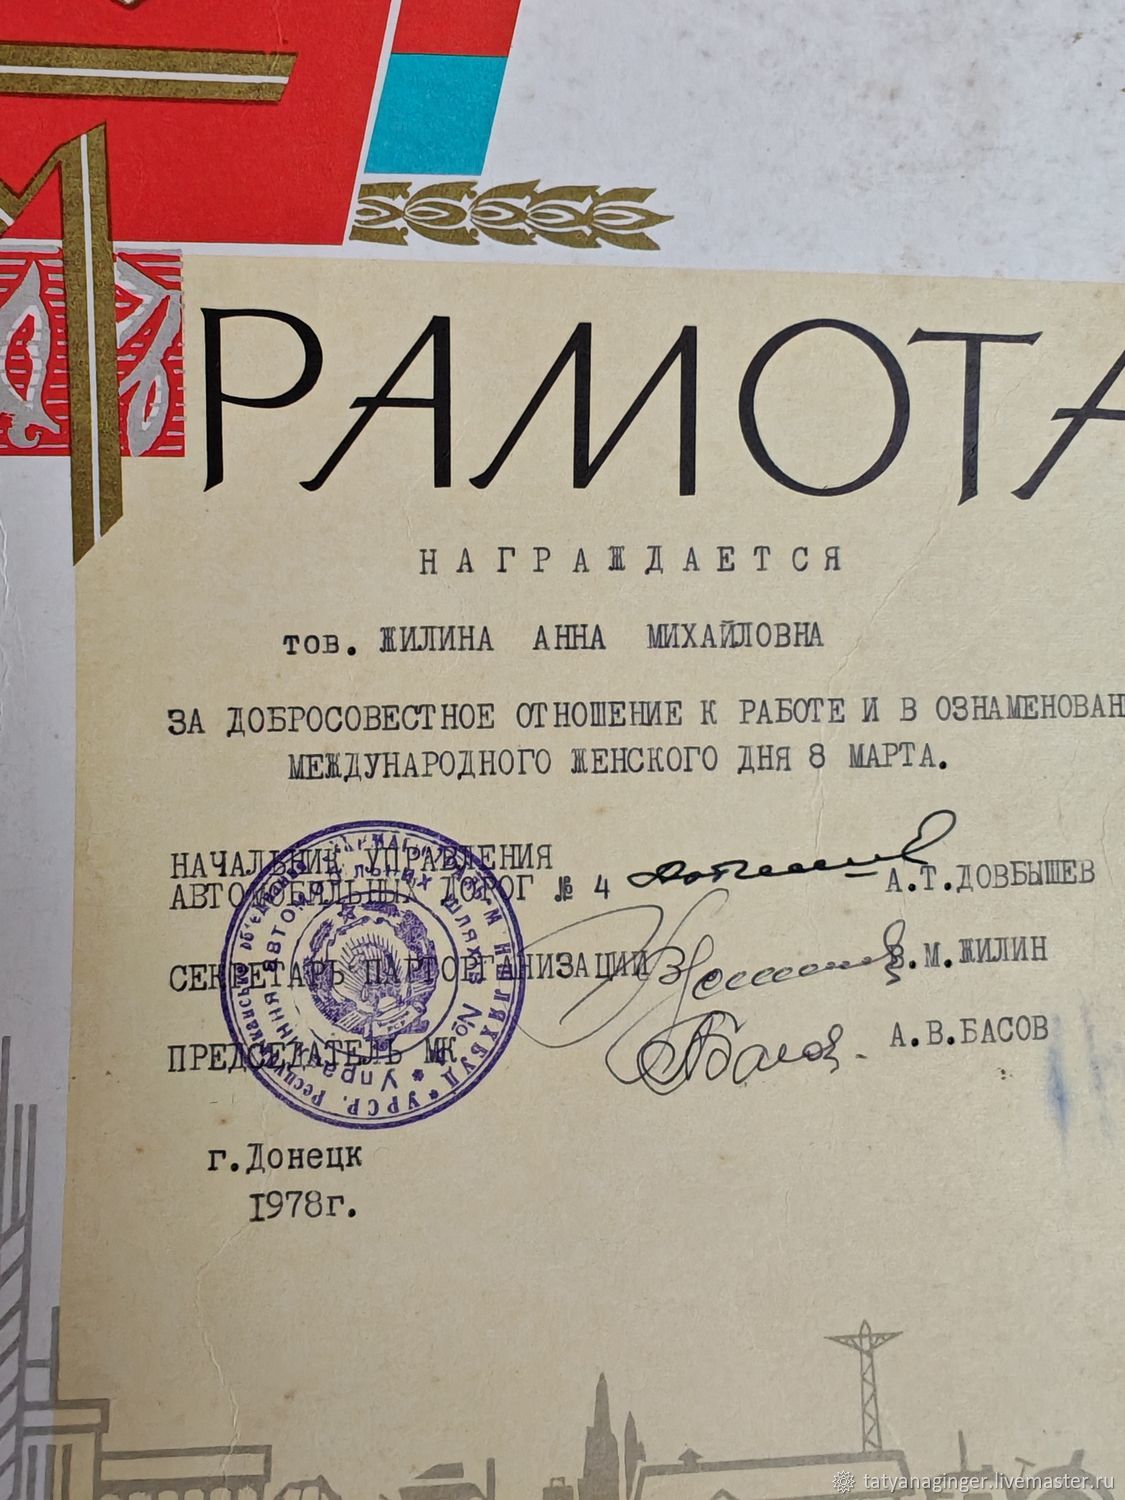 ГРАМОТА
НАГРАЖДАЕТСЯ
тов. ЖИЛИНА АННА МИХАЙЛОВНА
ЗА ДОБРОСОВЕСТНОЕ ОТНОШЕНИЕ К РАБОТЕ И В ОЗНАМЕНОВАН
МЕЖДУНАРОДНОГО ЖЕНСКОГО ДНЯ 8 МАРТА.
НАЧАЛЬНИК УПРАВЛЕНИЯ
АВТОМОБИЛЬНЫХ ДОРОГ № 4 А.Т.ДОВБЫШЕВ
СЕКРЕТАРЬ ПАРТОРГАНИЗАЦИИ В.М.ЖИЛИН
ПРЕДСЕДАТЕЛЬ МК А.В.БАСОВ
г.Донецк
1978г.
tatyanaginger.livemaster.ru